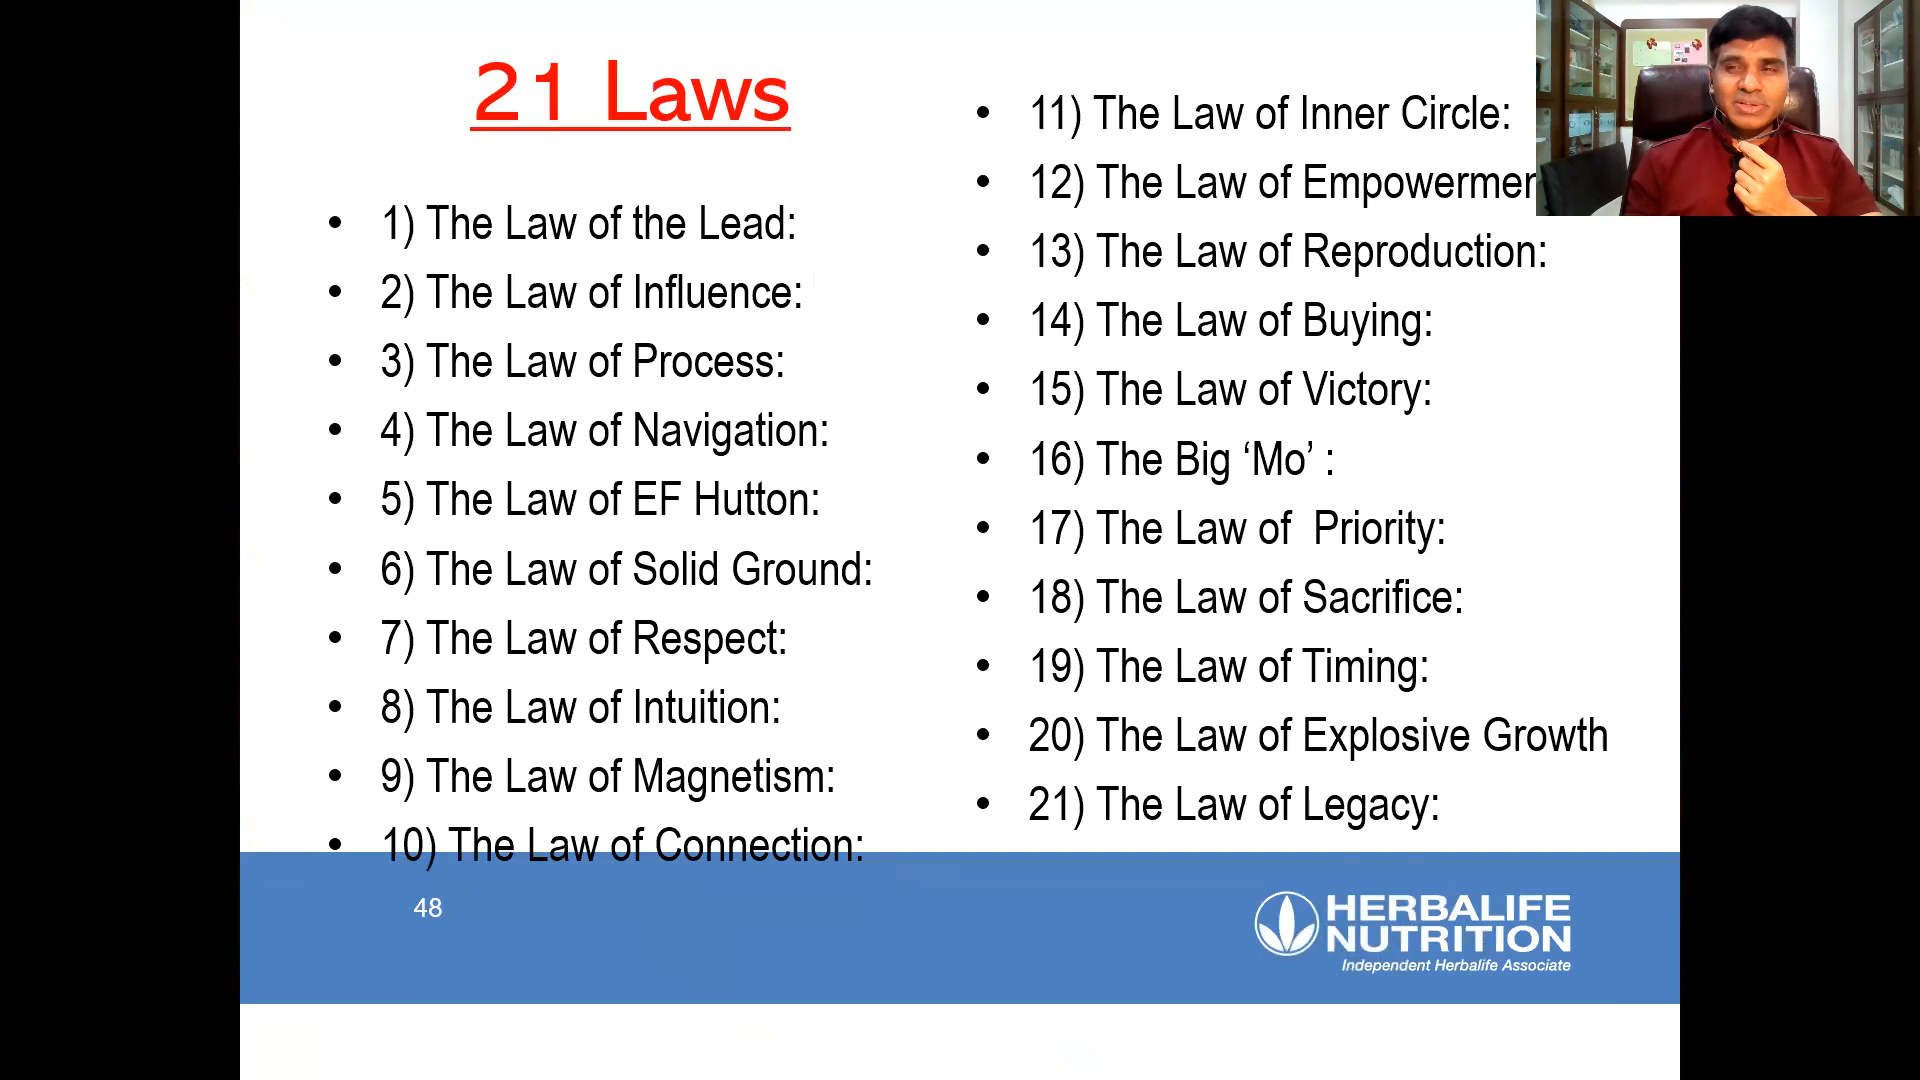 21 Laws
• 1) The Law of the Lead:
• 2) The Law of Influence:
• 3) The Law of Process:
• 4) The Law of Navigation:
• 5) The Law of EF Hutton:
• 6) The Law of Solid Ground:
• 7) The Law of Respect:
• 8) The Law of Intuition:
• 9) The Law of Magnetism:
• 10) The Law of Connection:
• 11) The Law of Inner Circle:
• 12) The Law of
• 13) The Law of Reproduction:
• 14) The Law of Buying:
• 15) The Law of Victory:
• 16) The Big ‘Mo’ :
• 17) The Law of  Priority:
• 18) The Law of Sacrifice:
• 19) The Law of Timing:
• 20) The Law of Explosive Growth
• 21) The Law of Legacy:
48
HERBALIFE
NUTRITION
Independent Herbalife Associate